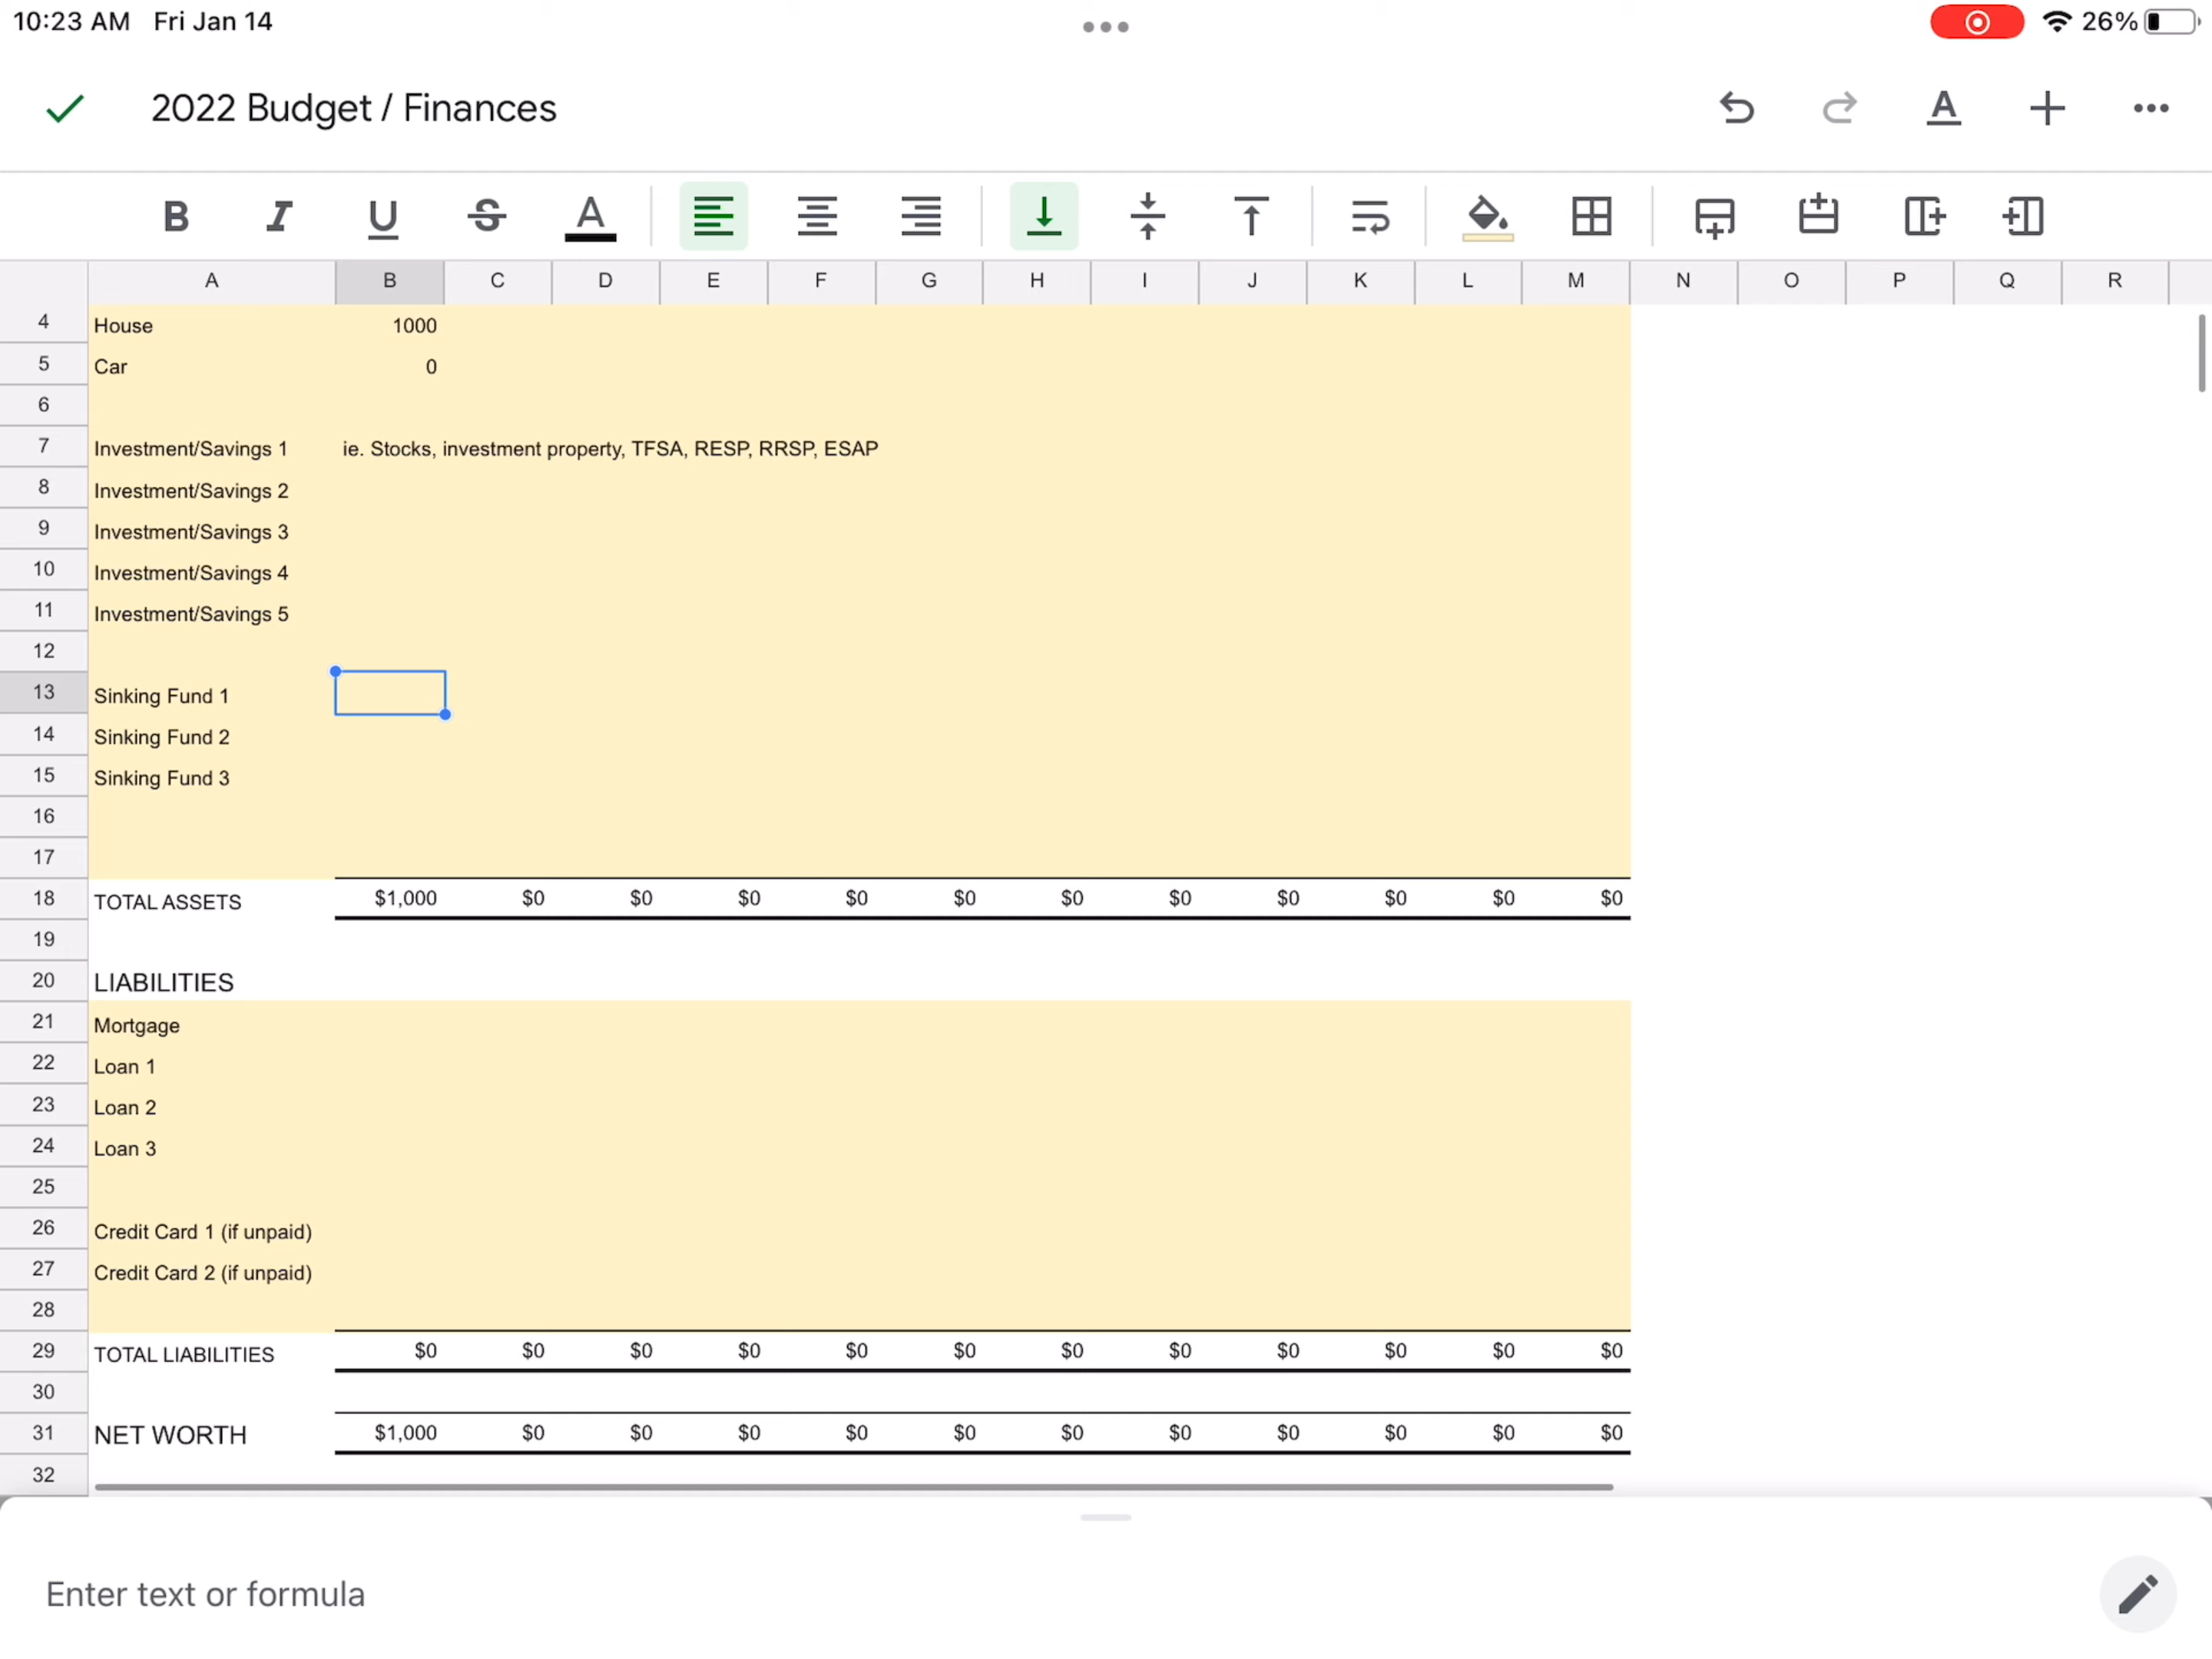 10:23 AM Fri Jan 14 26%
2022 Budget / Finances
B I U S A
A B C D E F G H I J K L M N O P Q R
4 House 1000
5 Car 0
6
7 Investment/Savings 1 ie. Stocks, investment property, TFSA, RESP, RRSP, ESAP
8 Investment/Savings 2
9 Investment/Savings 3
10 Investment/Savings 4
11 Investment/Savings 5
12
13 Sinking Fund 1
14 Sinking Fund 2
15 Sinking Fund 3
16
17
18 TOTAL ASSETS $1,000 $0 $0 $0 $0 $0 $0 $0 $0 $0 $0 $0
19
20 LIABILITIES
21 Mortgage
22 Loan 1
23 Loan 2
24 Loan 3
25
26 Credit Card 1 (if unpaid)
27 Credit Card 2 (if unpaid)
28
29 TOTAL LIABILITIES $0 $0 $0 $0 $0 $0 $0 $0 $0 $0 $0 $0
30
31 NET WORTH $1,000 $0 $0 $0 $0 $0 $0 $0 $0 $0 $0 $0
32
Enter text or formula